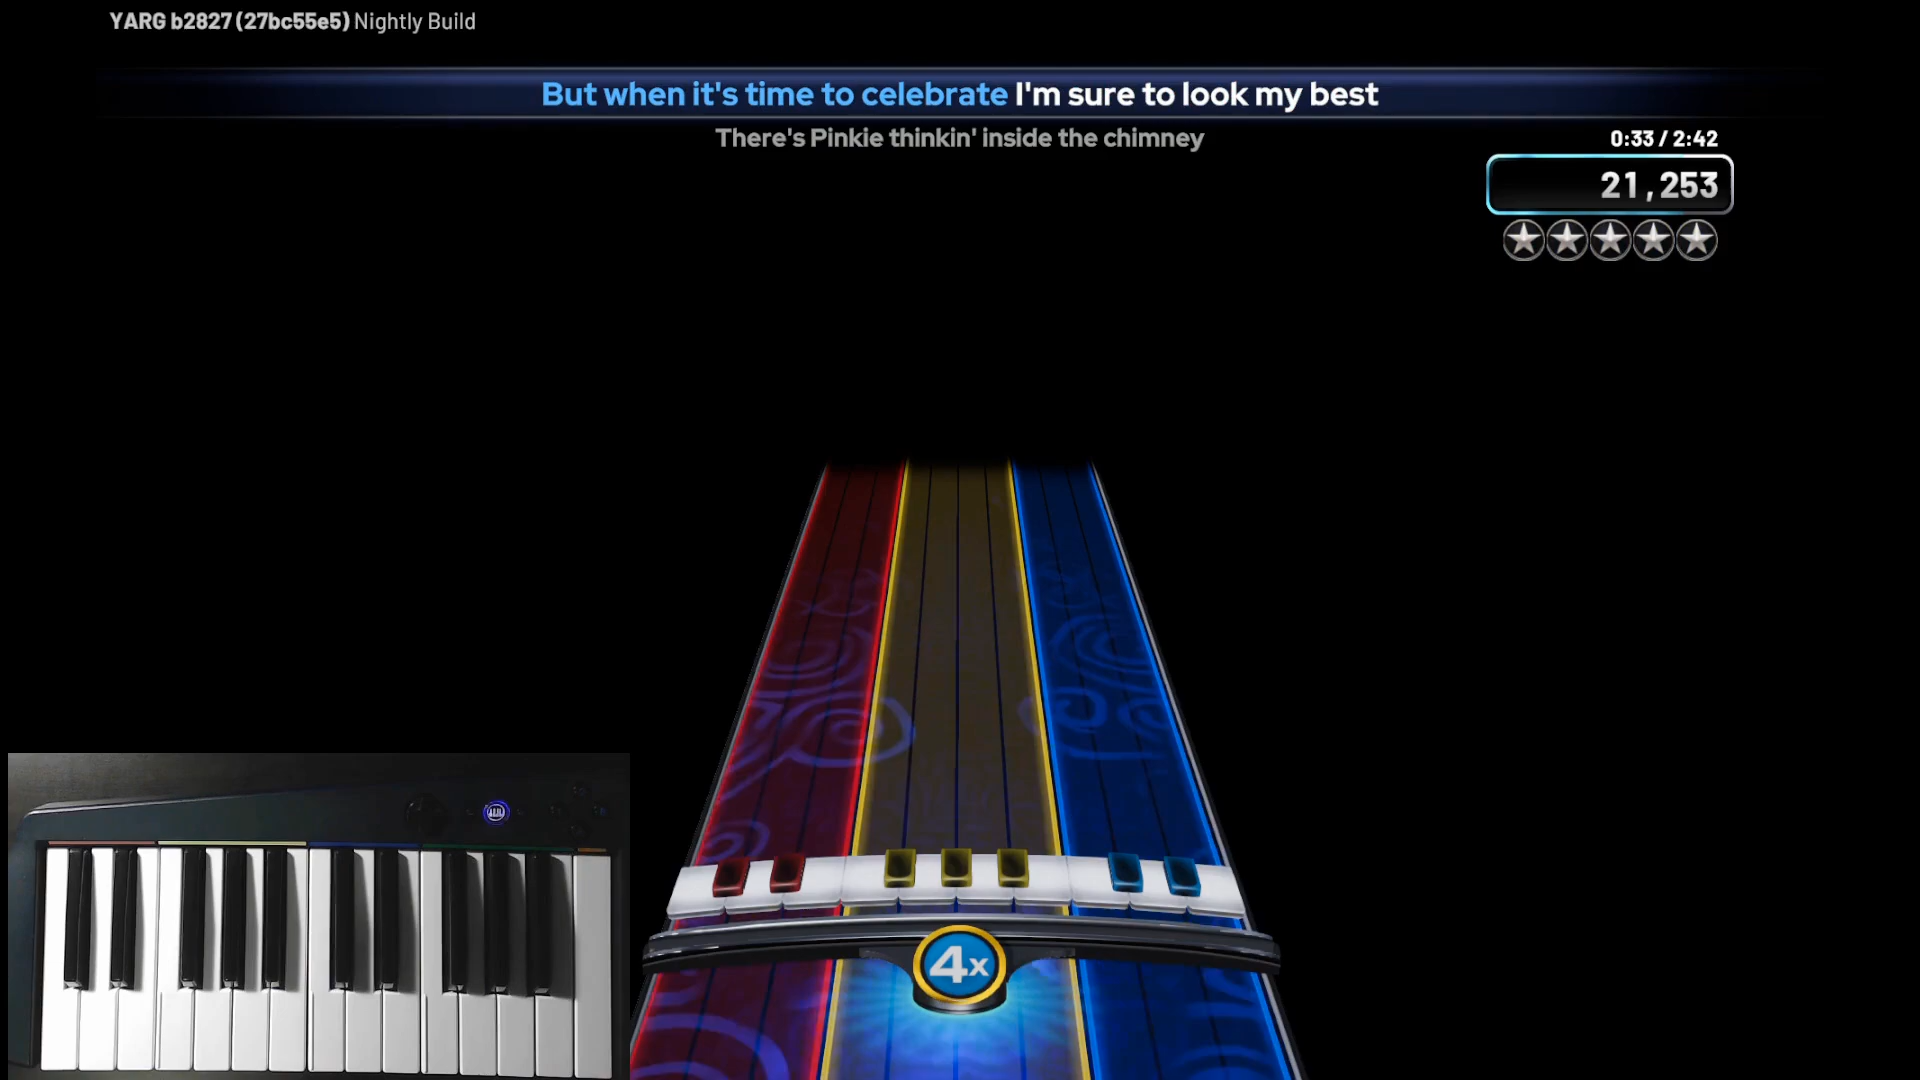 YARG b2827 (27bc55e5) Nightly Build
But when it's time to celebrate I'm sure to look my best
There's Pinkie thinkin' inside the chimney
0:33 / 2:42
21,253
4x